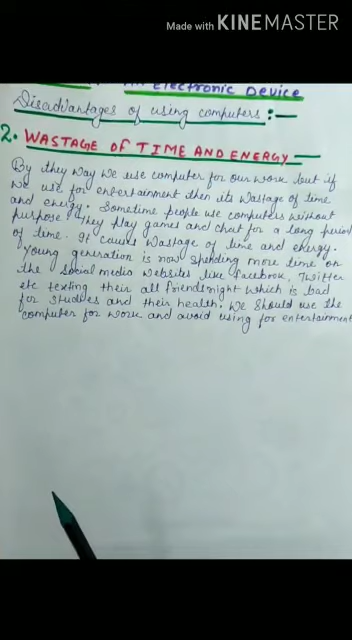 Made with KINEMASTER
An Electronic Device
Disadvantages of using computers :-
2. WASTAGE OF TIME AND ENERGY -
By they way we use computer for our work but if
we use for entertainment then its wastage of time
and energy. Sometime people use computers without
purpose they play games and chat for a long period
of time. It causes wastage of time and energy.
Young generation is now spending more time on
the social media websites like facebook, Twitter
etc texting their all friend night which is bad
for studies and their health. We should use the
computer for work and avoid using for entertainment